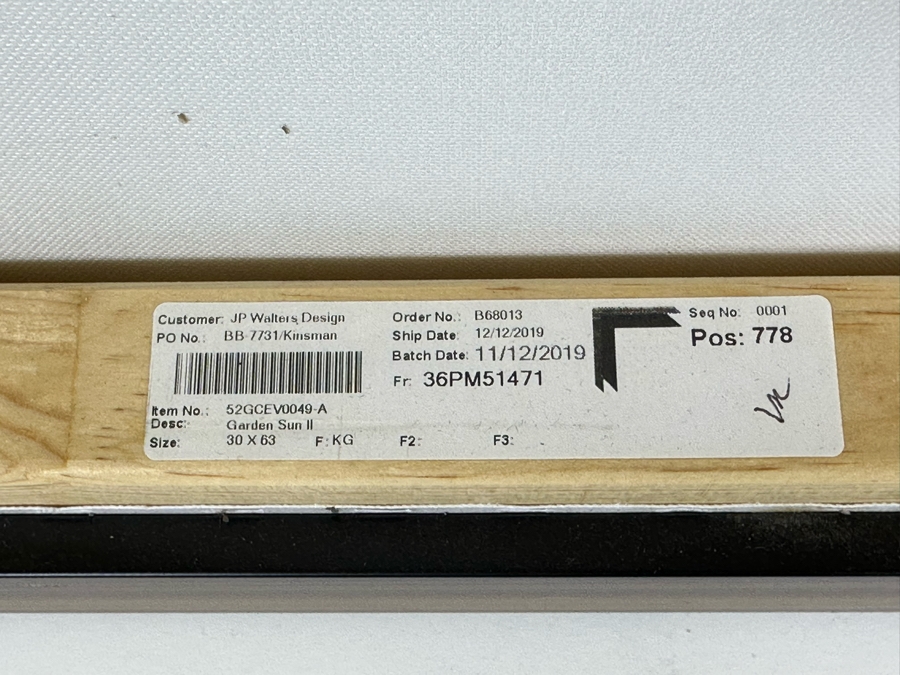 Customer: JP Walters Design
PO No.: BB-7731/Kinsman
Item No.: 52GCEV0049-A
Desc: Garden Sun II
Size: 30 X 63 F: KG F2: F3:
Order No.: B68013
Ship Date: 12/12/2019
Batch Date: 11/12/2019
Fr: 36PM51471
Seq No: 0001
Pos: 778